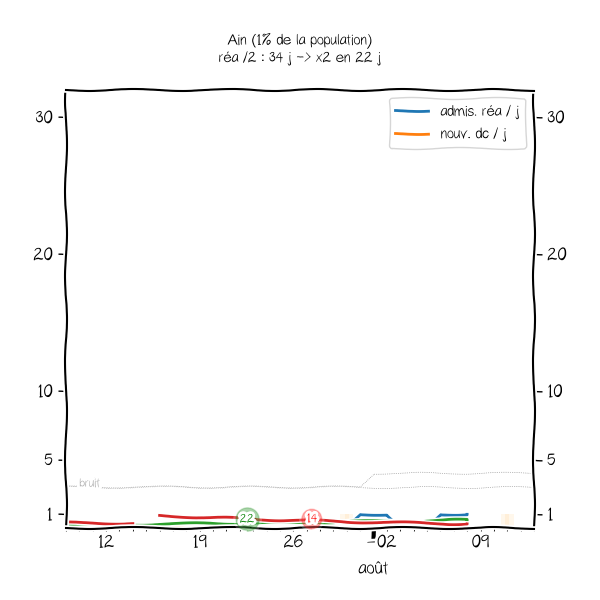 Ain (1% de la population)
réa /2 : 34 j -> x2 en 22 j
admis. réa / j
nouv. dc / j
30
30
20
20
10
10
5
5
bruit
1
22
14
1
12
19
26
02
09
août